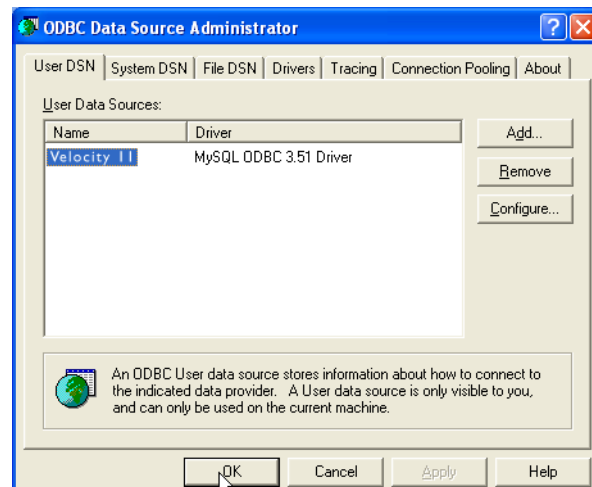 ODBC Data Source Administrator
User DSN System DSN File DSN Drivers Tracing Connection Pooling About
User Data Sources:
Name Driver
Velocity 11 MySQL ODBC 3.51 Driver
Add...
Remove
Configure...
An ODBC User data source stores information about how to connect to
the indicated data provider. A User data source is only visible to you,
and can only be used on the current machine.
OK Cancel Apply Help